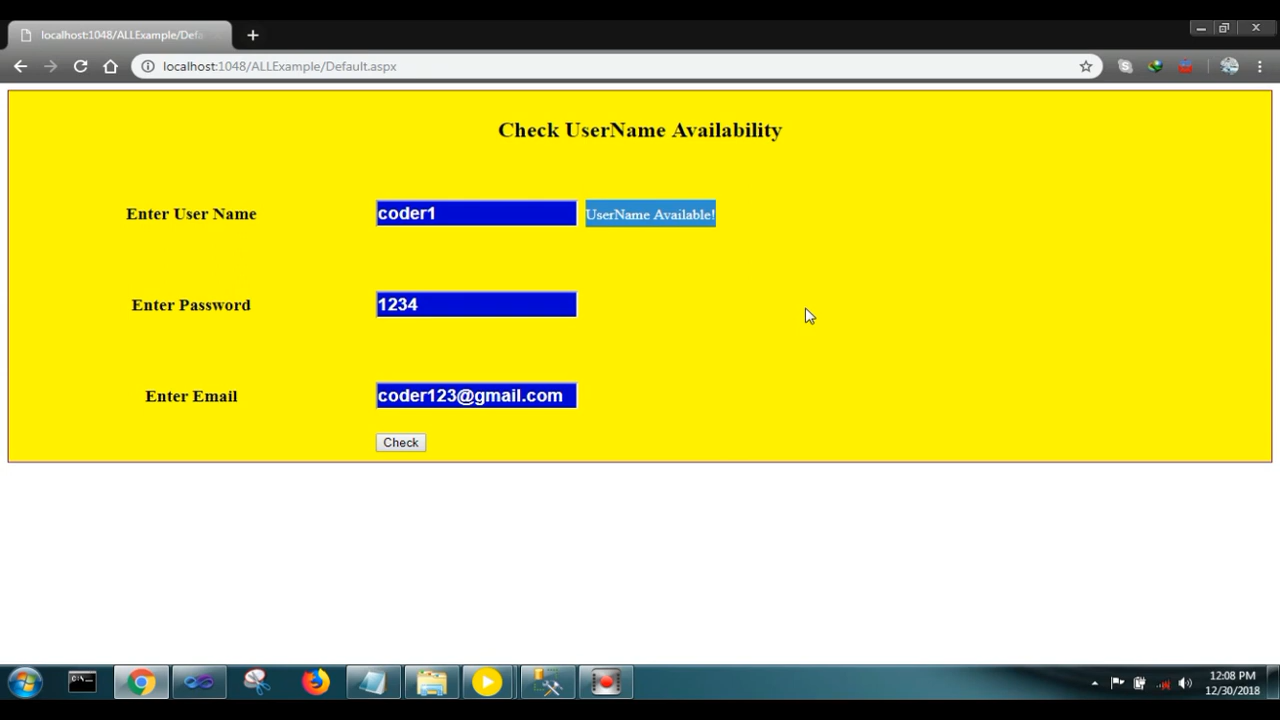 localhost:1048/ALLExample/Defa
localhost:1048/ALLExample/Default.aspx
Check UserName Availability
Enter User Name
coder1
UserName Available!
Enter Password
1234
Enter Email
coder123@gmail.com
Check
12:08 PM
12/30/2018